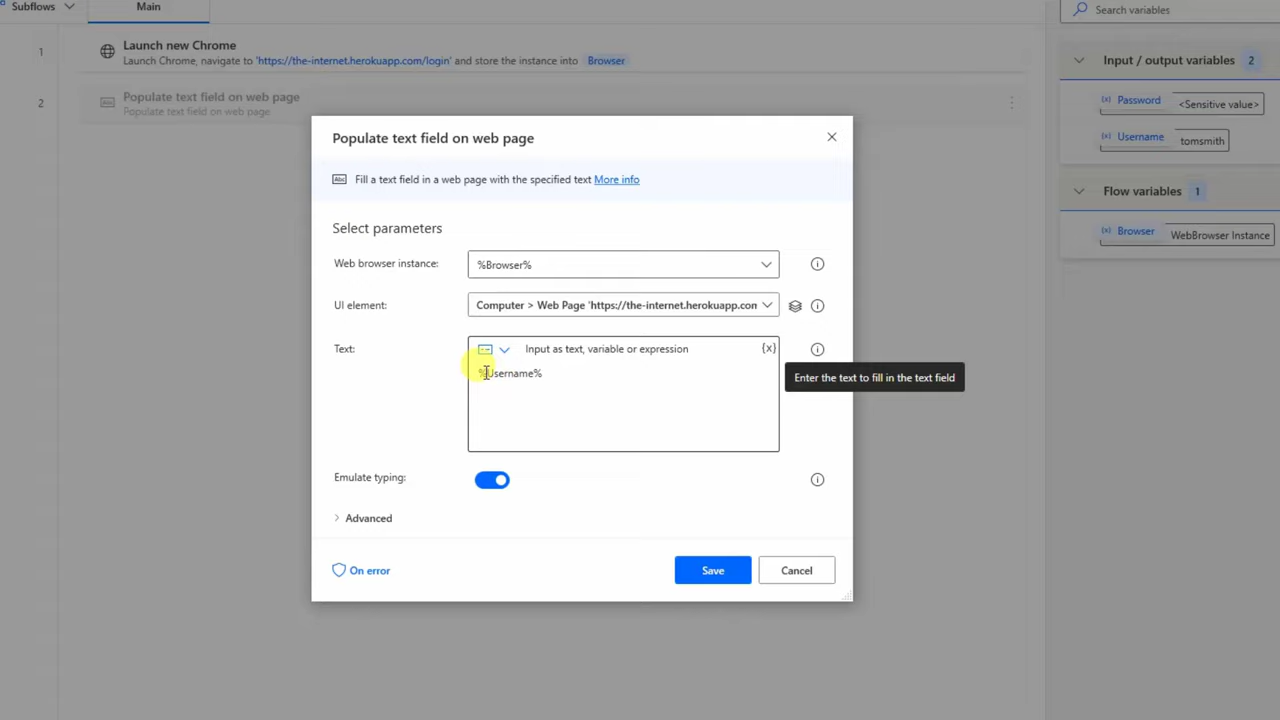 Subflows
Main
Search variables
1
Launch new Chrome
Launch Chrome, navigate to 'https://the-internet.herokuapp.com/login' and store the instance into Browser
2
Populate text field on web page
Populate text field on web page
Input / output variables 2
Password <Sensitive value>
Username tomsmith
Flow variables 1
Browser WebBrowser Instance
Populate text field on web page
Abc Fill a text field in a web page with the specified text More info
Select parameters
Web browser instance: %Browser%
UI element: Computer > Web Page 'https://the-internet.herokuapp.com
Text: Input as text, variable or expression {x}
%Username%
Enter the text to fill in the text field
Emulate typing:
Advanced
On error
Save
Cancel